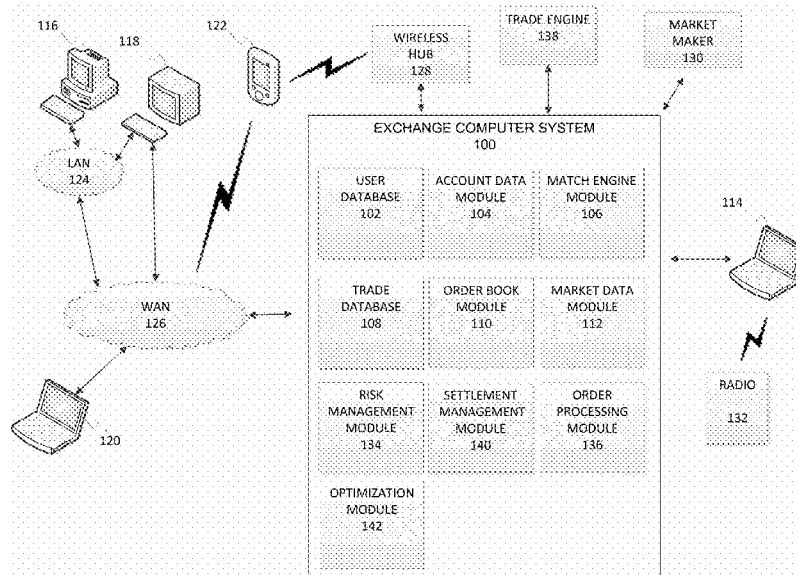 116
118
122
WIRELESS
HUB
128
TRADE ENGINE
138
MARKET
MAKER
130
EXCHANGE COMPUTER SYSTEM
100
LAN
124
USER
DATABASE
102
ACCOUNT DATA
MODULE
104
MATCH ENGINE
MODULE
106
114
WAN
126
TRADE
DATABASE
108
ORDER BOOK
MODULE
110
MARKET DATA
MODULE
112
120
RISK
MANAGEMENT
MODULE
134
SETTLEMENT
MANAGEMENT
MODULE
140
ORDER
PROCESSING
MODULE
136
RADIO
132
OPTIMIZATION
MODULE
142